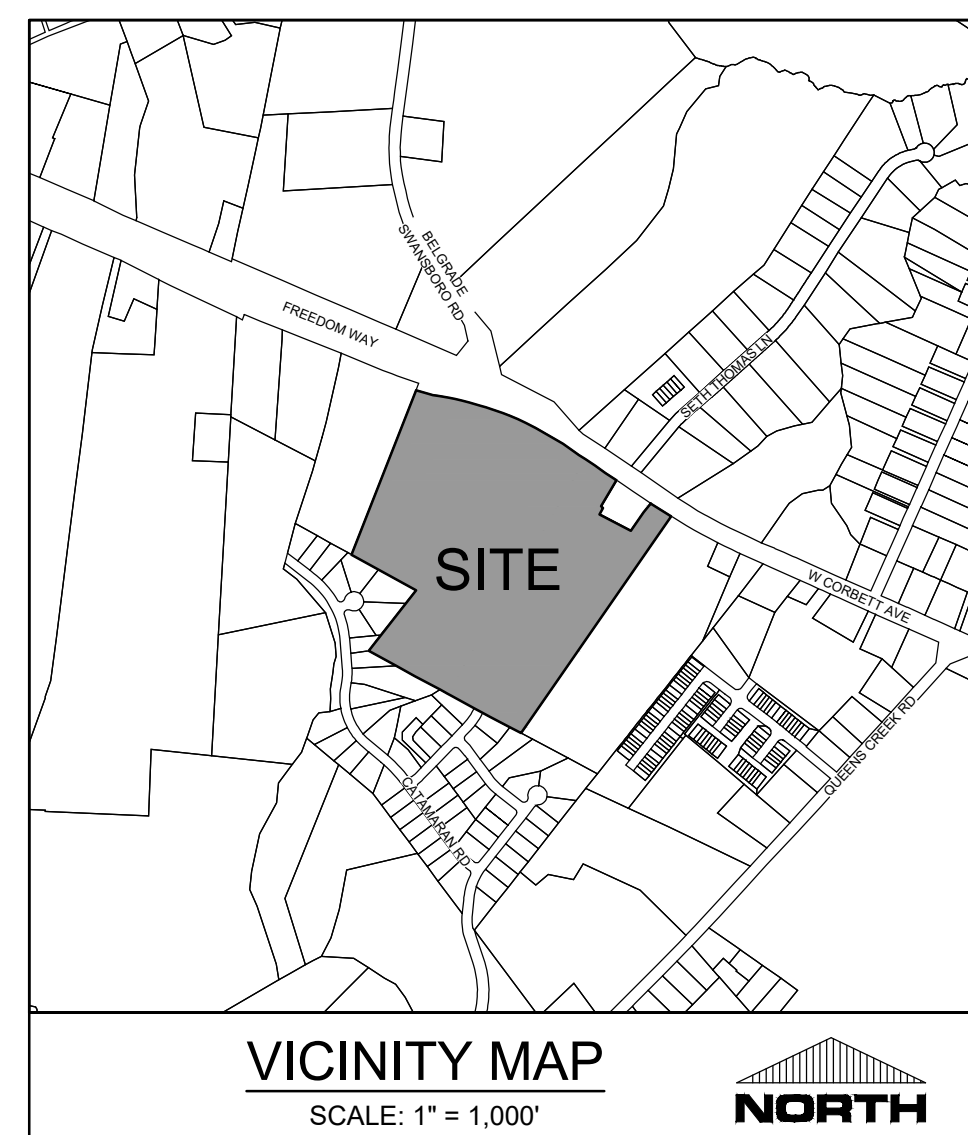 BELGRADE
SWANSBORO RD
FREEDOM WAY
SETH THOMAS LN
SITE
W CORBETT AVE
QUEENS CREEK RD
CATAMARAN RD
VICINITY MAP
SCALE: 1" = 1,000'
NORTH